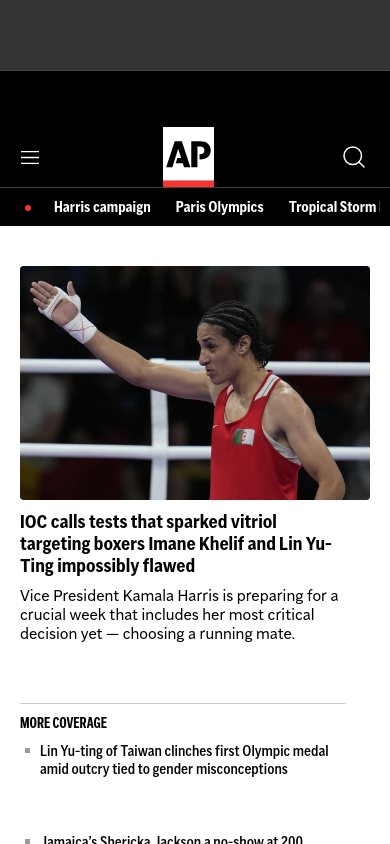 AP
Harris campaign Paris Olympics Tropical Storm
IOC calls tests that sparked vitriol
targeting boxers Imane Khelif and Lin Yu-
Ting impossibly flawed
Vice President Kamala Harris is preparing for a
crucial week that includes her most critical
decision yet — choosing a running mate.
MORE COVERAGE
Lin Yu-ting of Taiwan clinches first Olympic medal
amid outcry tied to gender misconceptions
Jamaica's Shericka Jackson a no-show at 200